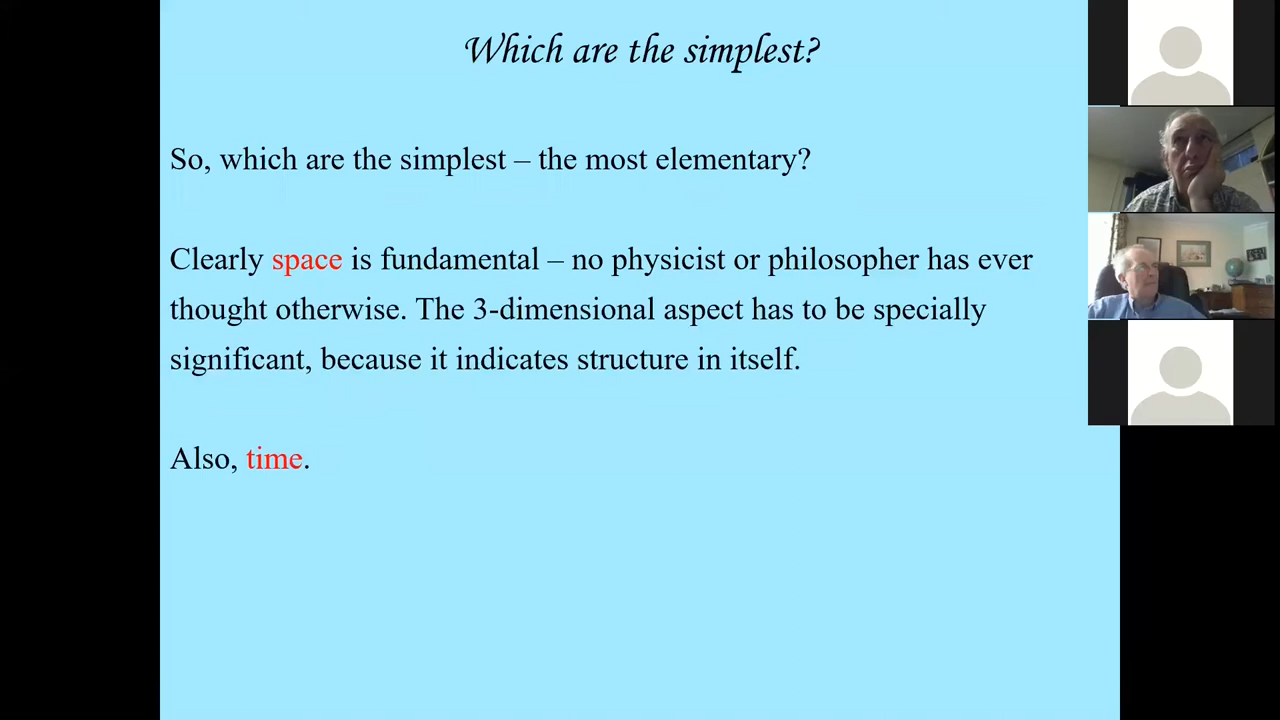 Which are the simplest?
So, which are the simplest – the most elementary?
Clearly space is fundamental – no physicist or philosopher has ever
thought otherwise. The 3-dimensional aspect has to be specially
significant, because it indicates structure in itself.
Also, time.